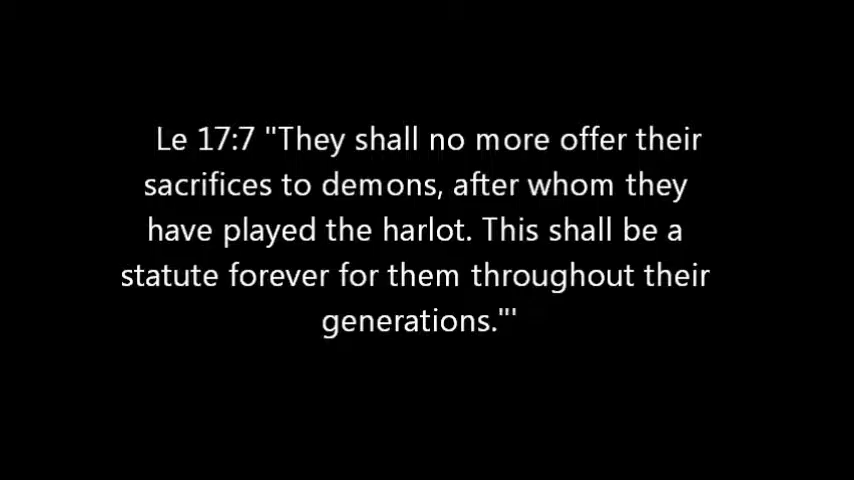 Le 17:7 "They shall no more offer their
sacrifices to demons, after whom they
have played the harlot. This shall be a
statute forever for them throughout their
generations."'